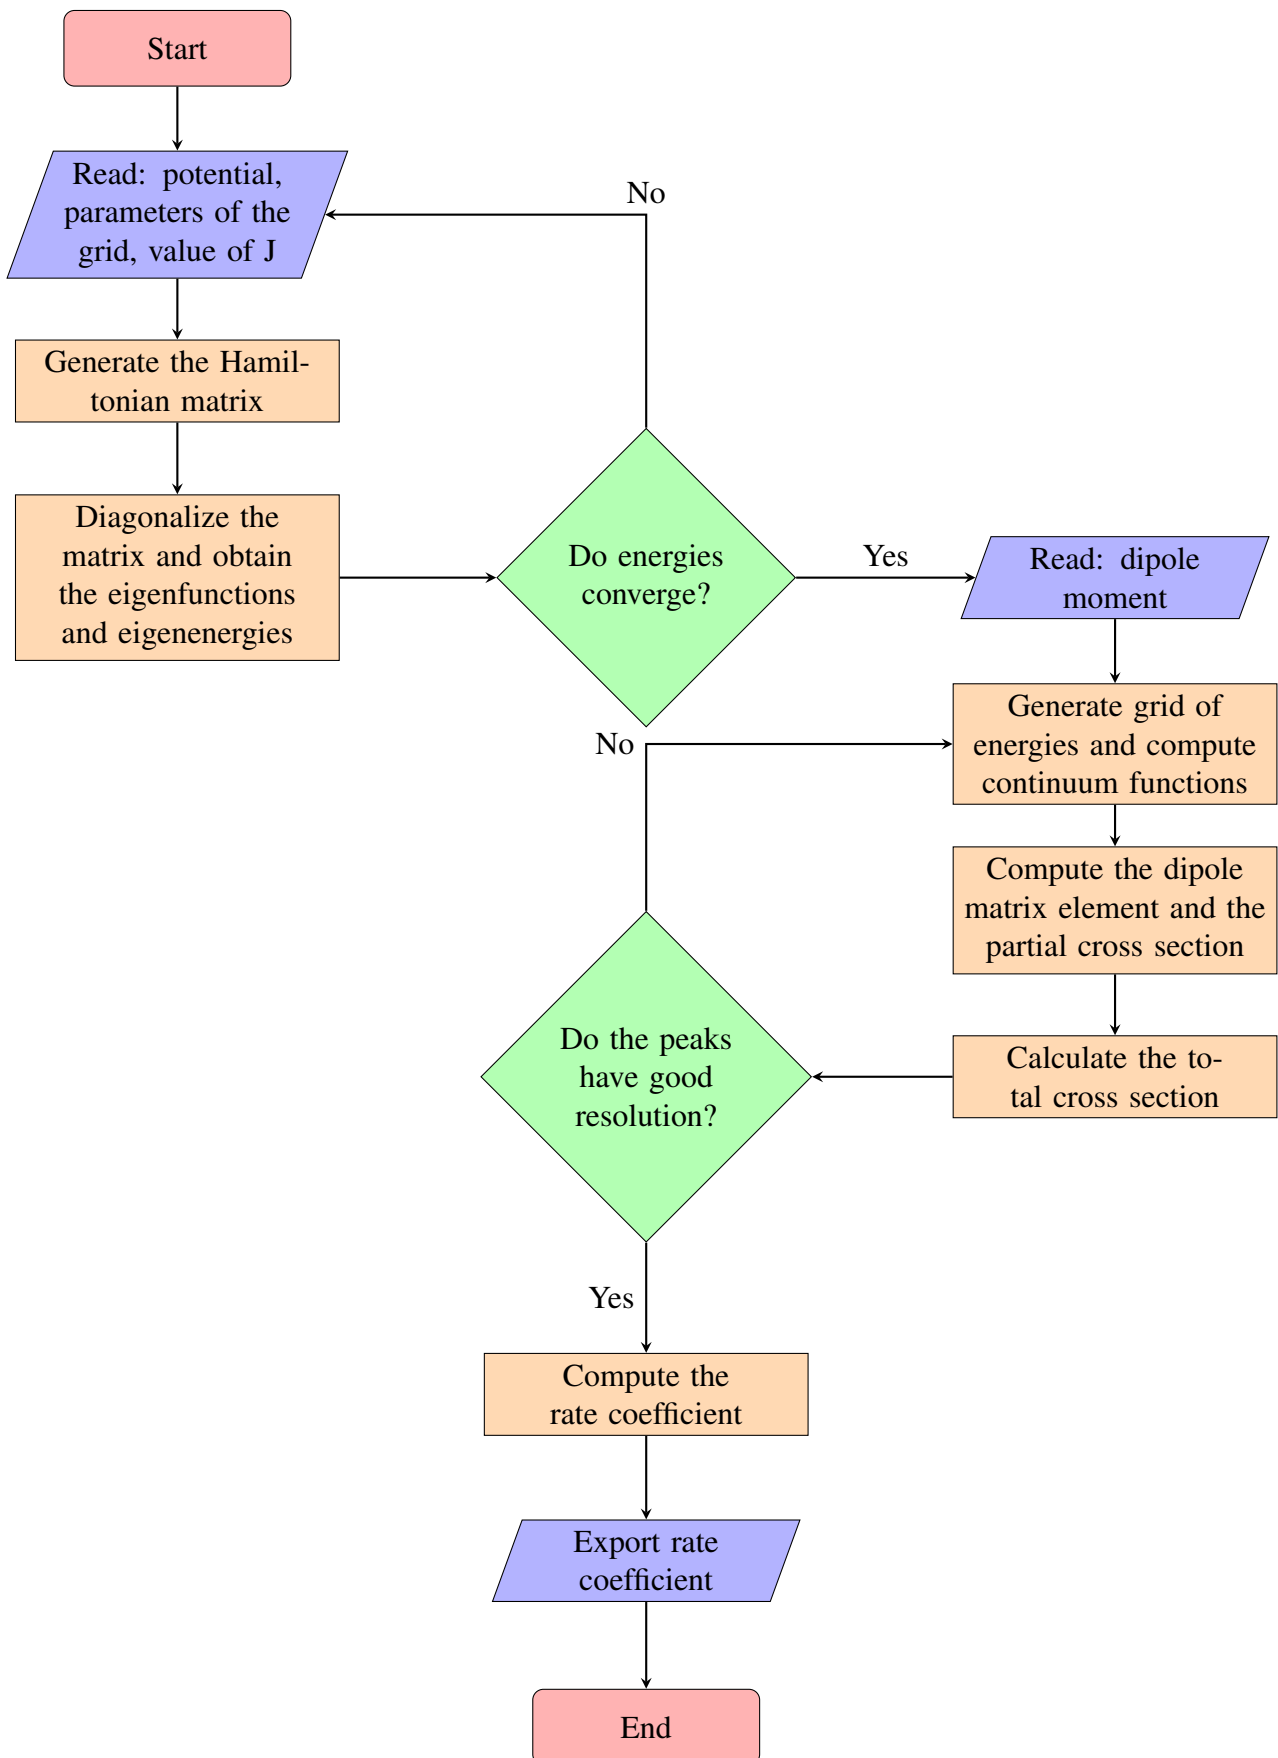 Start
Read: potential,
parameters of the
grid, value of J
No
Generate the Hamil-
tonian matrix
Diagonalize the
matrix and obtain
the eigenfunctions
and eigenenergies
Do energies
converge?
Yes
Read: dipole
moment
Generate grid of
energies and compute
continuum functions
No
Compute the dipole
matrix element and the
partial cross section
Calculate the to-
tal cross section
Do the peaks
have good
resolution?
Yes
Compute the
rate coefficient
Export rate
coefficient
End